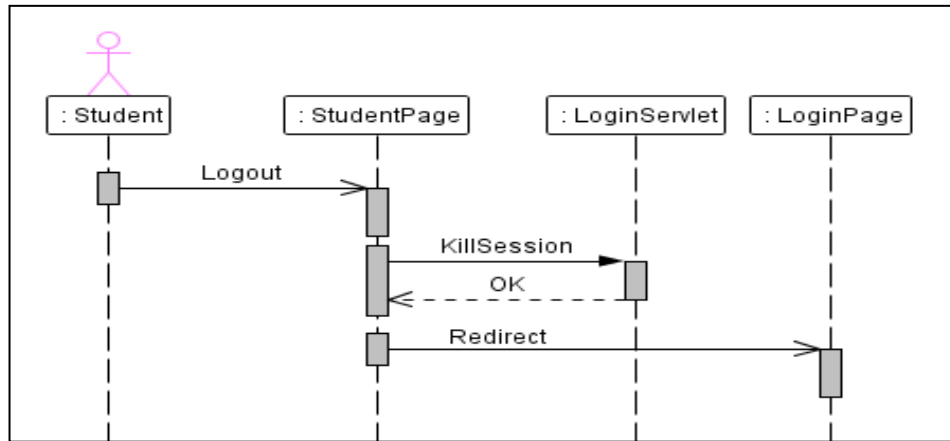 : Student
: StudentPage
: LoginServlet
: LoginPage
Logout
KillSession
OK
Redirect